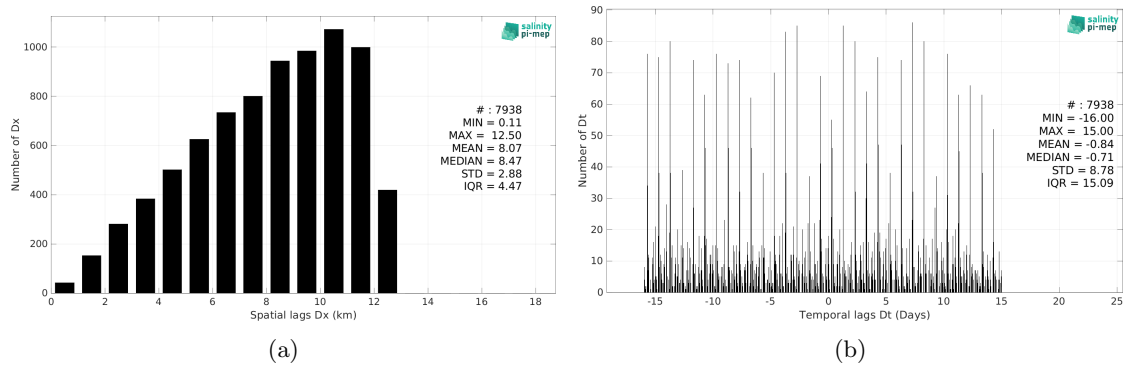 1000
800
600
400
200
0
Number of Dx
0 2 4 6 8 10 12 14 16 18
Spatial lags Dx (km)
salinity
pi-mep
# : 7938
MIN = 0.11
MAX = 12.50
MEAN = 8.07
MEDIAN = 8.47
STD = 2.88
IQR = 4.47
(a)
90
80
70
60
50
40
30
20
10
0
Number of Dt
-15 -10 -5 0 5 10 15 20 25
Temporal lags Dt (Days)
salinity
pi-mep
# : 7938
MIN = -16.00
MAX = 15.00
MEAN = -0.84
MEDIAN = -0.71
STD = 8.78
IQR = 15.09
(b)